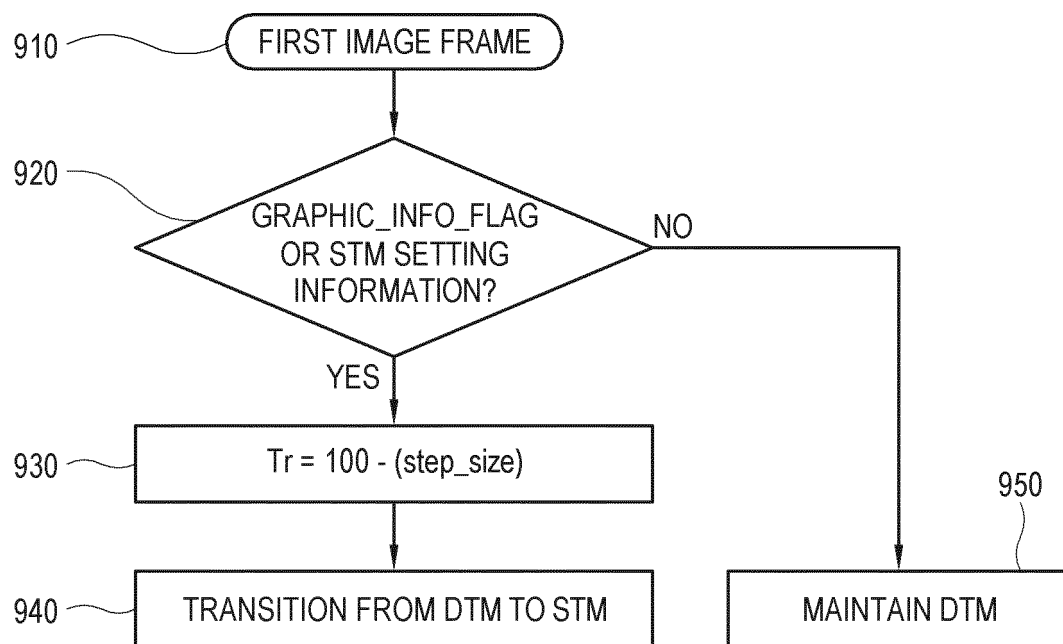 910
FIRST IMAGE FRAME
920
GRAPHIC_INFO_FLAG
OR STM SETTING
INFORMATION?
NO
YES
930
Tr = 100 - (step_size)
950
940
TRANSITION FROM DTM TO STM
MAINTAIN DTM